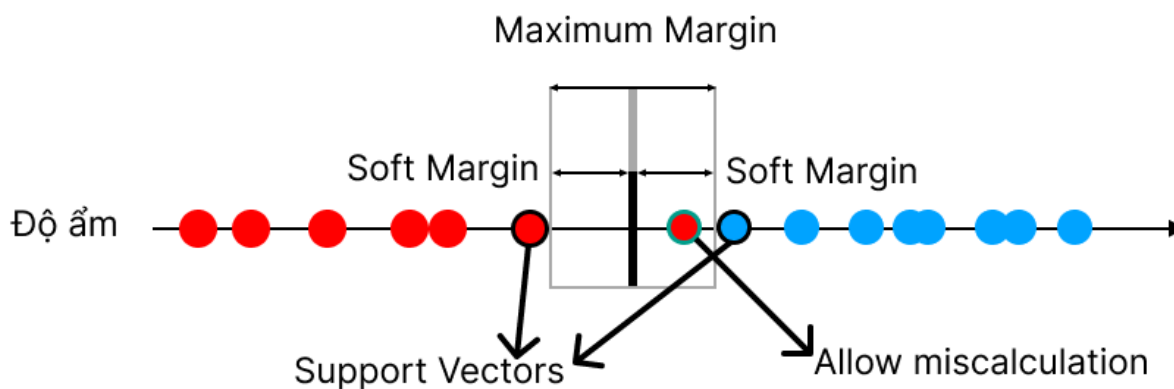 Maximum Margin
Soft Margin
Soft Margin
Độ ẩm
Support Vectors
Allow miscalculation